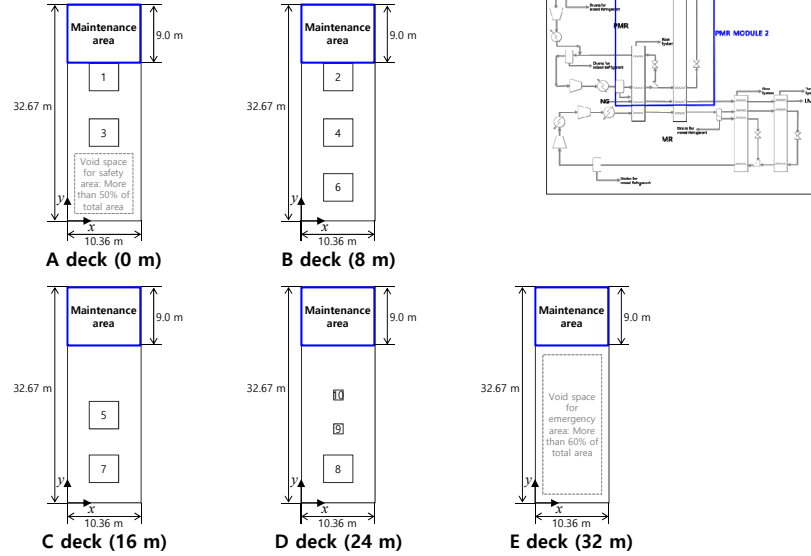 Maintenance
area
9.0 m
1
32.67 m
3
Void space
for safety
area: More
than 50% of
total area
y
x
10.36 m
A deck (0 m)
Maintenance
area
9.0 m
2
32.67 m
4
6
y
x
10.36 m
B deck (8 m)
PMR
PMR MODULE 2
NG
MR
Maintenance
area
9.0 m
32.67 m
5
7
y
x
10.36 m
C deck (16 m)
Maintenance
area
9.0 m
32.67 m
10
9
8
y
x
10.36 m
D deck (24 m)
Maintenance
area
9.0 m
32.67 m
Void space
for
emergency
area: More
than 60% of
total area
y
x
10.36 m
E deck (32 m)